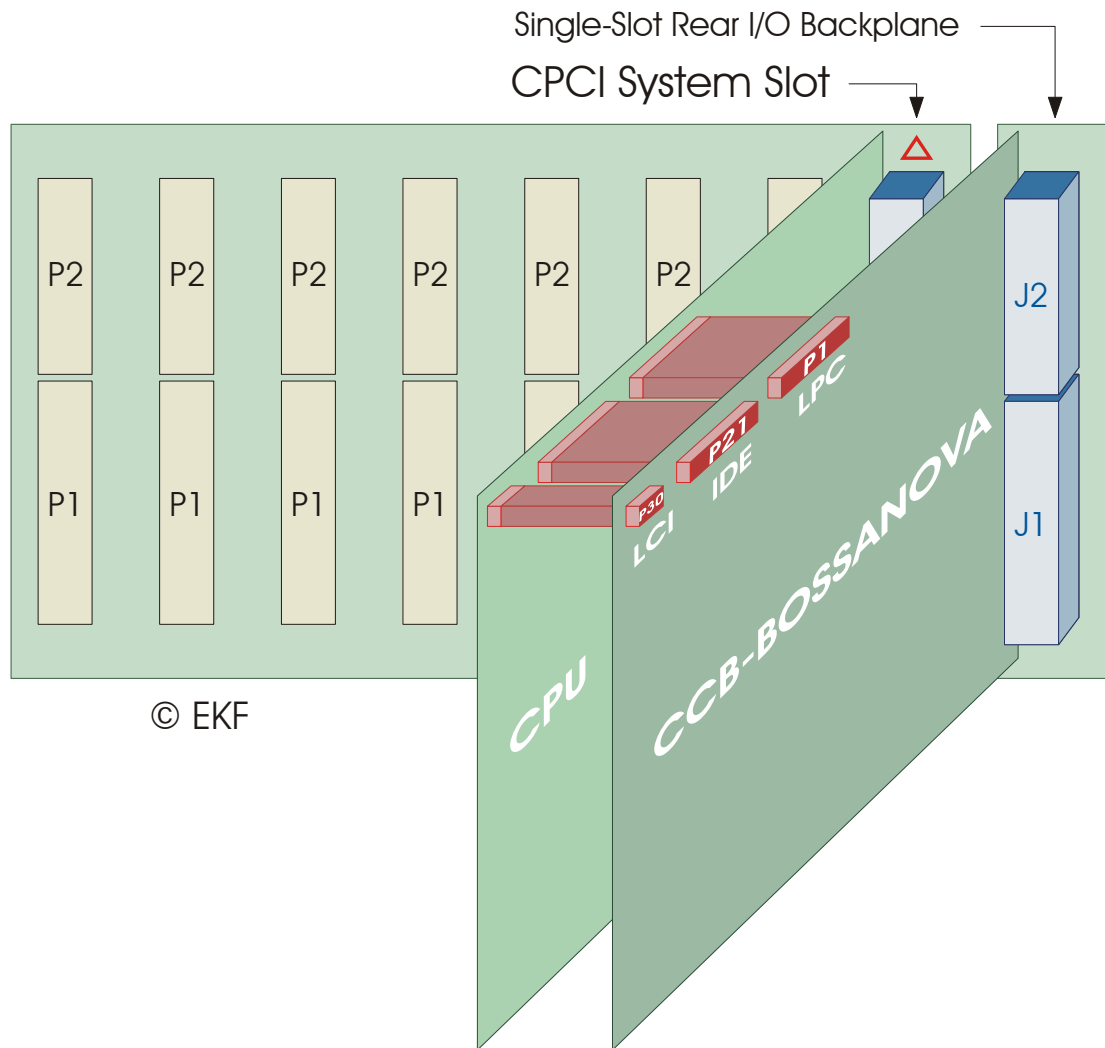 Single-Slot Rear I/O Backplane
CPCI System Slot
P2 P2 P2 P2 P2 P2
J2
P1
LPC
P21
IDE
P30
LCI
P1 P1 P1 P1
J1
CPU
CCB-BOSSANOVA
© EKF